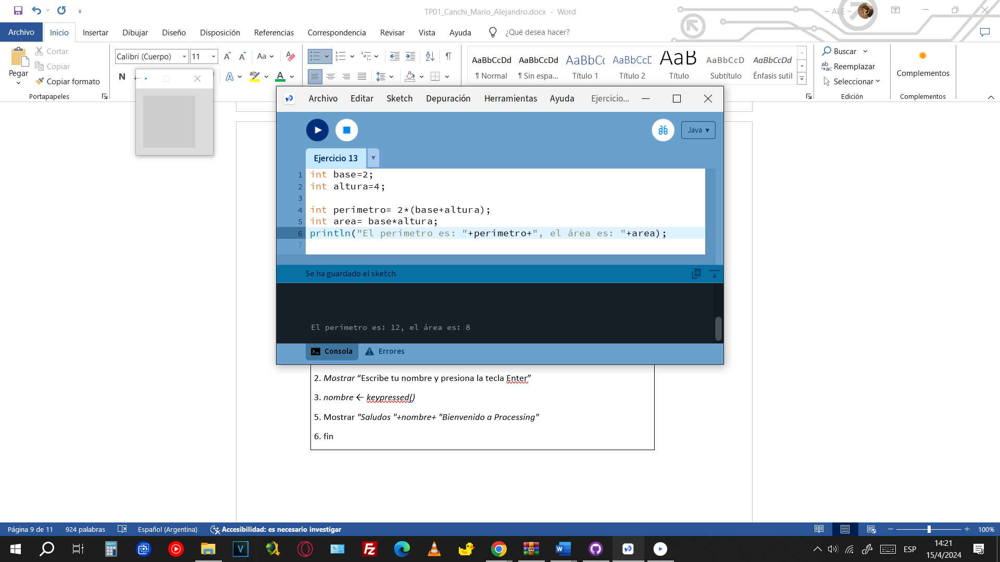 TP01_Canchi_Mario_Alejandro.docx - Word
~ ALE ~
Archivo Inicio Insertar Dibujar Diseño Disposición Referencias Correspondencia Revisar Vista Ayuda ¿Qué desea hacer?
Pegar
Cortar
Copiar
Copiar formato
Portapapeles
Calibri (Cuerpo) 11
Aa
N
A
AaBbCcDd
¶ Normal
AaBbCcDd
¶ Sin espa...
AaBbCc
Título 1
AaBbCcD
Título 2
AaB
Título
AaBbCcD
Subtítulo
AaBbCcDd
Énfasis sutil
Buscar
Reemplazar
Seleccionar
Edición
Complementos
Complementos
Archivo Editar Sketch Depuración Herramientas Ayuda Ejercicio...
Java ▾
Ejercicio 13 ▼
1 int base=2;
2 int altura=4;
3
4 int perimetro= 2*(base+altura);
5 int area= base*altura;
6 println("El perimetro es: "+perimetro+", el área es: "+area);
7
Se ha guardado el sketch.
El perimetro es: 12, el área es: 8
Consola Errores
2. Mostrar “Escribe tu nombre y presiona la tecla Enter”
3. nombre ← keypressed()
5. Mostrar "Saludos "+nombre+ "Bienvenido a Processing"
6. fin
Página 9 de 11 924 palabras Español (Argentina) Accesibilidad: es necesario investigar 100%
ESP
14:21
15/4/2024